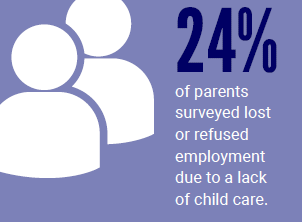 24%
of parents
surveyed lost
or refused
employment
due to a lack
of child care.